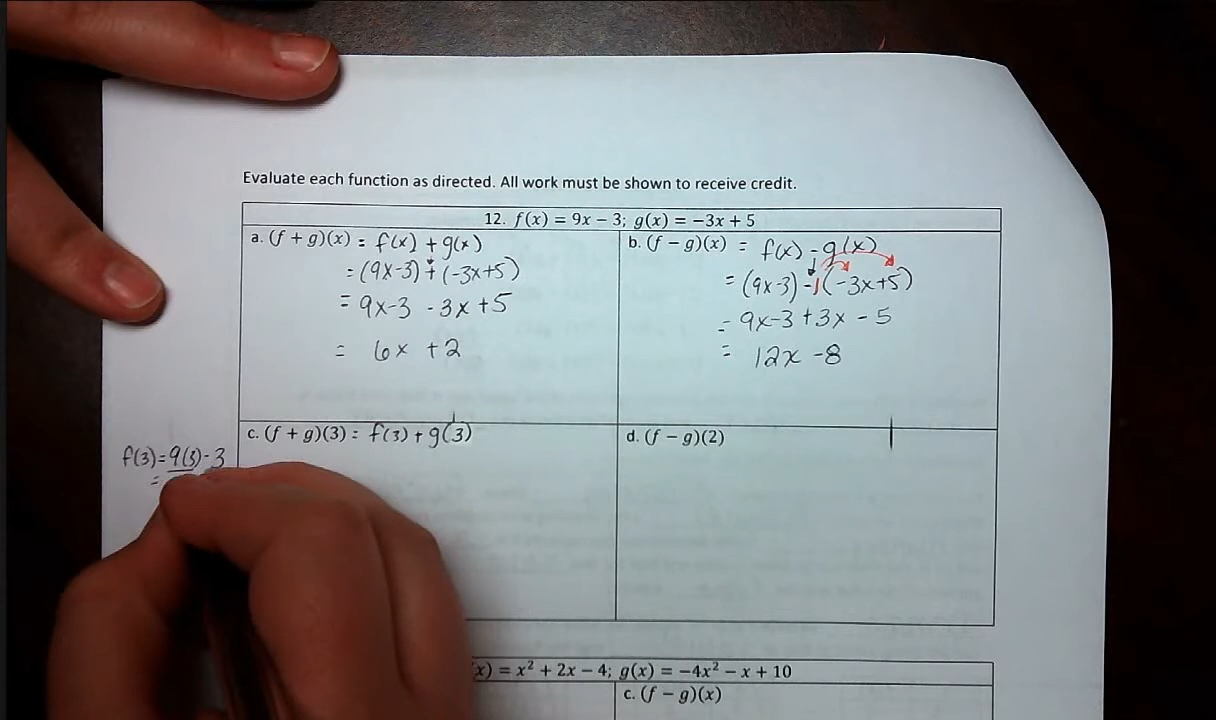 Evaluate each function as directed. All work must be shown to receive credit.
12. f(x) = 9x − 3; g(x) = −3x + 5
a. (f + g)(x) = f(x) + g(x)
= (9x-3) + (-3x+5)
= 9x-3 - 3x +5
= 6x +2
b. (f − g)(x) = f(x) - g(x)
= (9x-3) -1(-3x+5)
= 9x-3 +3x - 5
= 12x -8
c. (f + g)(3) = f(3) + g(3)
f(3) = 9(3) - 3
=
d. (f − g)(2)
x) = x² + 2x − 4; g(x) = −4x² − x + 10
c. (f − g)(x)